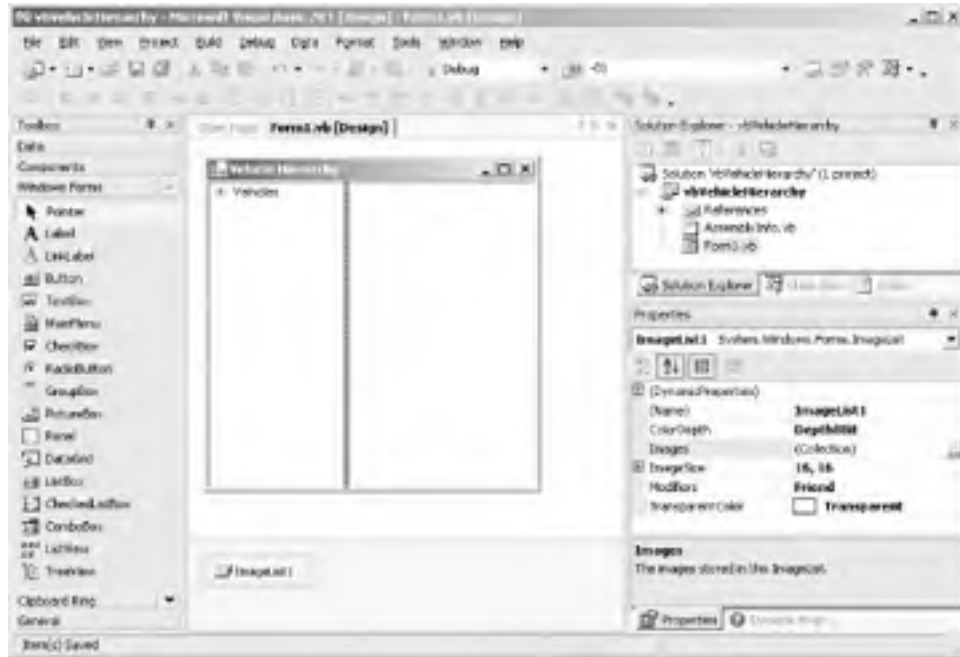 vbVehicleHierarchy - Microsoft Visual Basic .NET [design] - Form1.vb [Design]
File Edit View Project Build Debug Data Format Tools Window Help
Debug
Toolbox
Data
Components
Windows Forms
Pointer
Label
LinkLabel
Button
TextBox
MainMenu
CheckBox
RadioButton
GroupBox
PictureBox
Panel
DataGrid
ListBox
CheckedListBox
ComboBox
ListView
TreeView
Clipboard Ring
General
Start Page Form1.vb [Design]
Vehicle Hierarchy
Vehicles
ImageList1
Solution Explorer - vbVehicleHierarchy
Solution 'vbVehicleHierarchy' (1 project)
vbVehicleHierarchy
References
AssemblyInfo.vb
Form1.vb
Solution Explorer
Properties
ImageList1 System.Windows.Forms.ImageList
(DynamicProperties)
(Name) ImageList1
ColorDepth Depth8Bit
Images (Collection)
ImageSize 16, 16
Modifiers Friend
TransparentColor Transparent
Images
The images stored in this ImageList.
Properties
Item(s) Saved